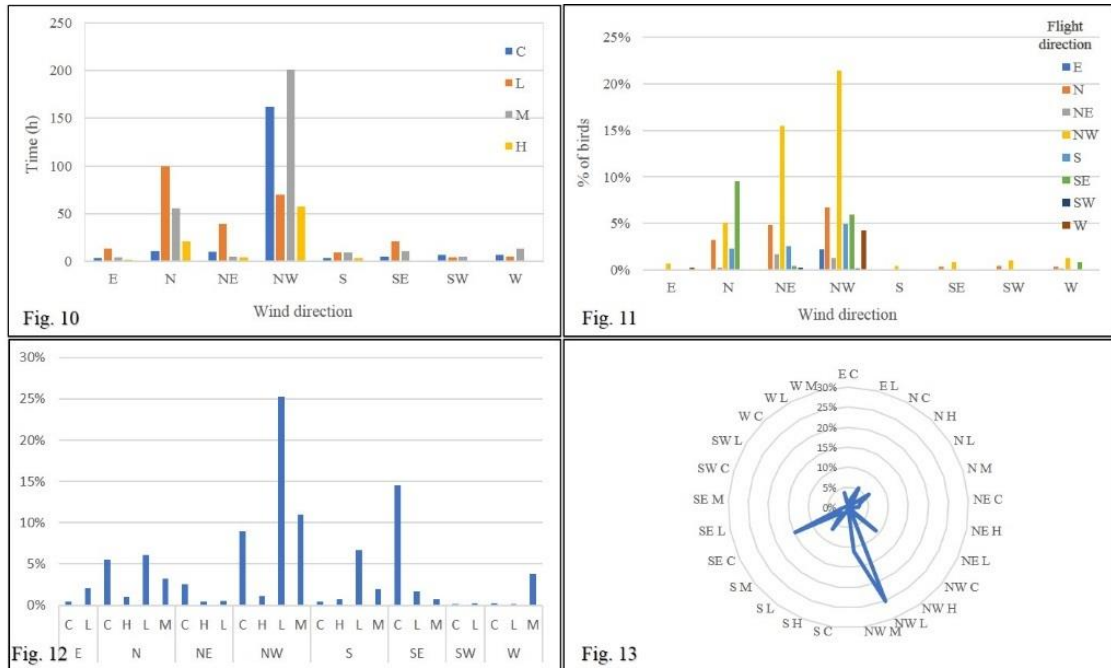 250
200
150
100
50
0
Time (h)
C
L
M
H
E N NE NW S SE SW W
Wind direction
Fig. 10
25%
20%
15%
10%
5%
0%
% of birds
Flight
direction
E
N
NE
NW
S
SE
SW
W
E N NE NW S SE SW W
Wind direction
Fig. 11
30%
25%
20%
15%
10%
5%
0%
C L C H L M C H L C H L M C H L M C L M C L C L M
E N NE NW S SE SW W
Fig. 12
E C
E L
N C
N H
N L
N M
NE C
NE H
NE L
NW C
NW H
NW L
NW M
S C
S H
S L
S M
SE C
SE L
SE M
SW C
SW L
W C
W L
W M
30%
25%
20%
15%
10%
5%
0%
Fig. 13